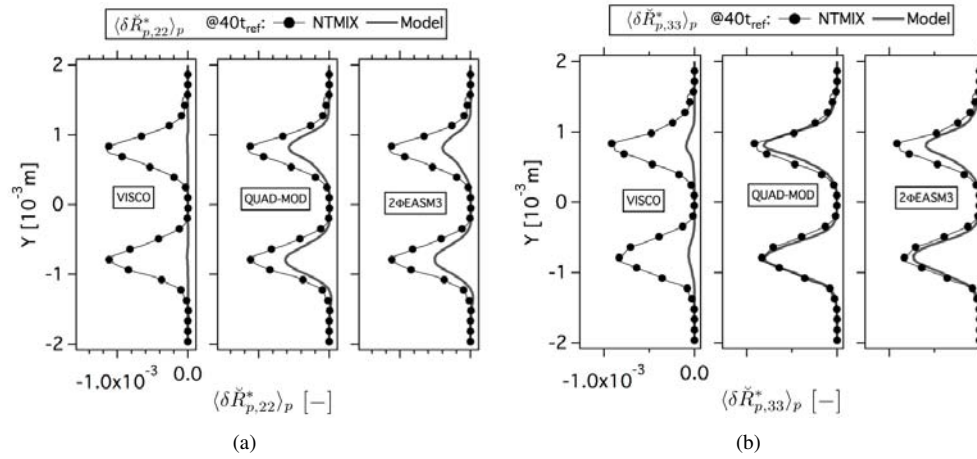 ⟨δR̆*p,22⟩p @40tref: NTMIX Model
Y [10-3m]
2
1
0
-1
-2
VISCO
QUAD-MOD
2ΦEASM3
-1.0x10-3 0.0
⟨δR̆*p,22⟩p [−]
(a)
⟨δR̆*p,33⟩p @40tref: NTMIX Model
Y [10-3m]
2
1
0
-1
-2
VISCO
QUAD-MOD
2ΦEASM3
-1.0x10-3 0.0
⟨δR̆*p,33⟩p [−]
(b)